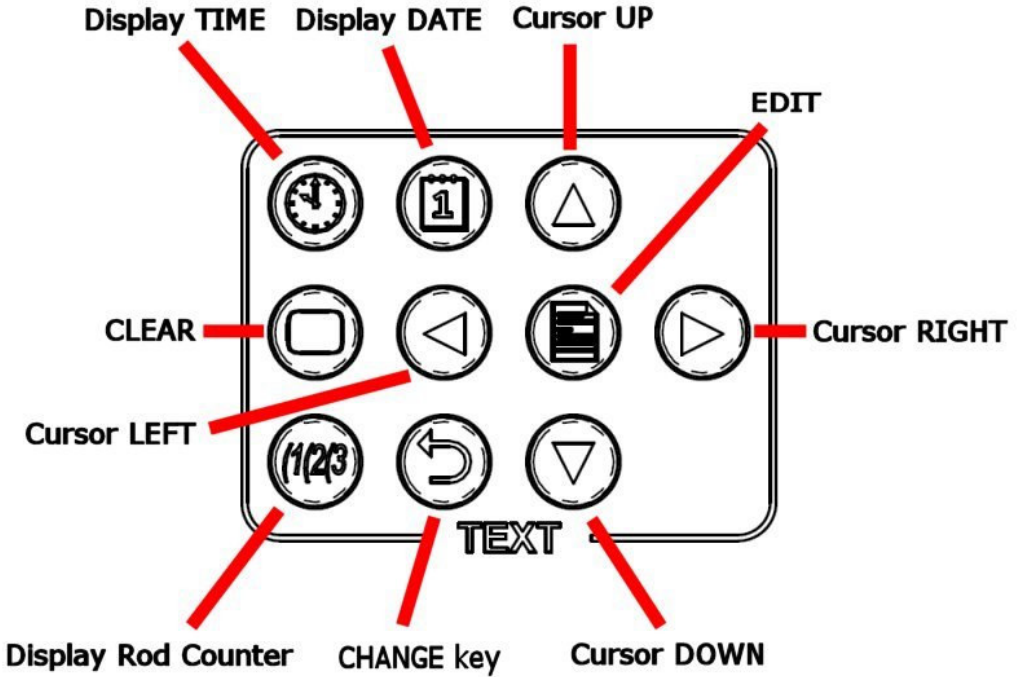 Display TIME Display DATE Cursor UP
EDIT
1
CLEAR
Cursor RIGHT
Cursor LEFT
(1(2(3
TEXT
Display Rod Counter CHANGE key Cursor DOWN